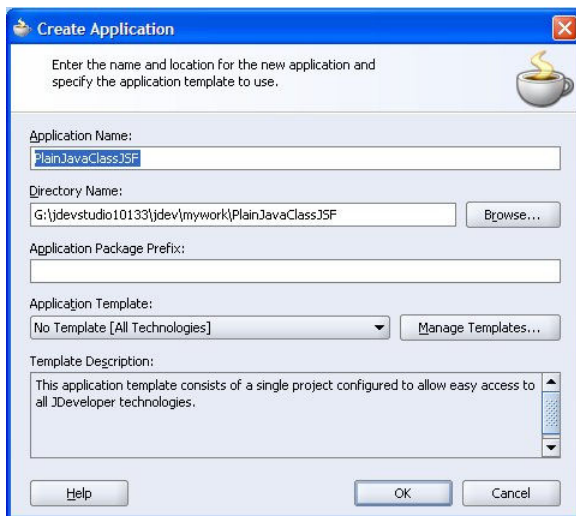 Create Application
Enter the name and location for the new application and
specify the application template to use.
Application Name:
PlainJavaClassJSF
Directory Name:
G:\jdevstudio10133\jdev\mywork\PlainJavaClassJSF
Browse...
Application Package Prefix:
Application Template:
No Template [All Technologies]
Manage Templates...
Template Description:
This application template consists of a single project configured to allow easy access to
all JDeveloper technologies.
Help
OK
Cancel